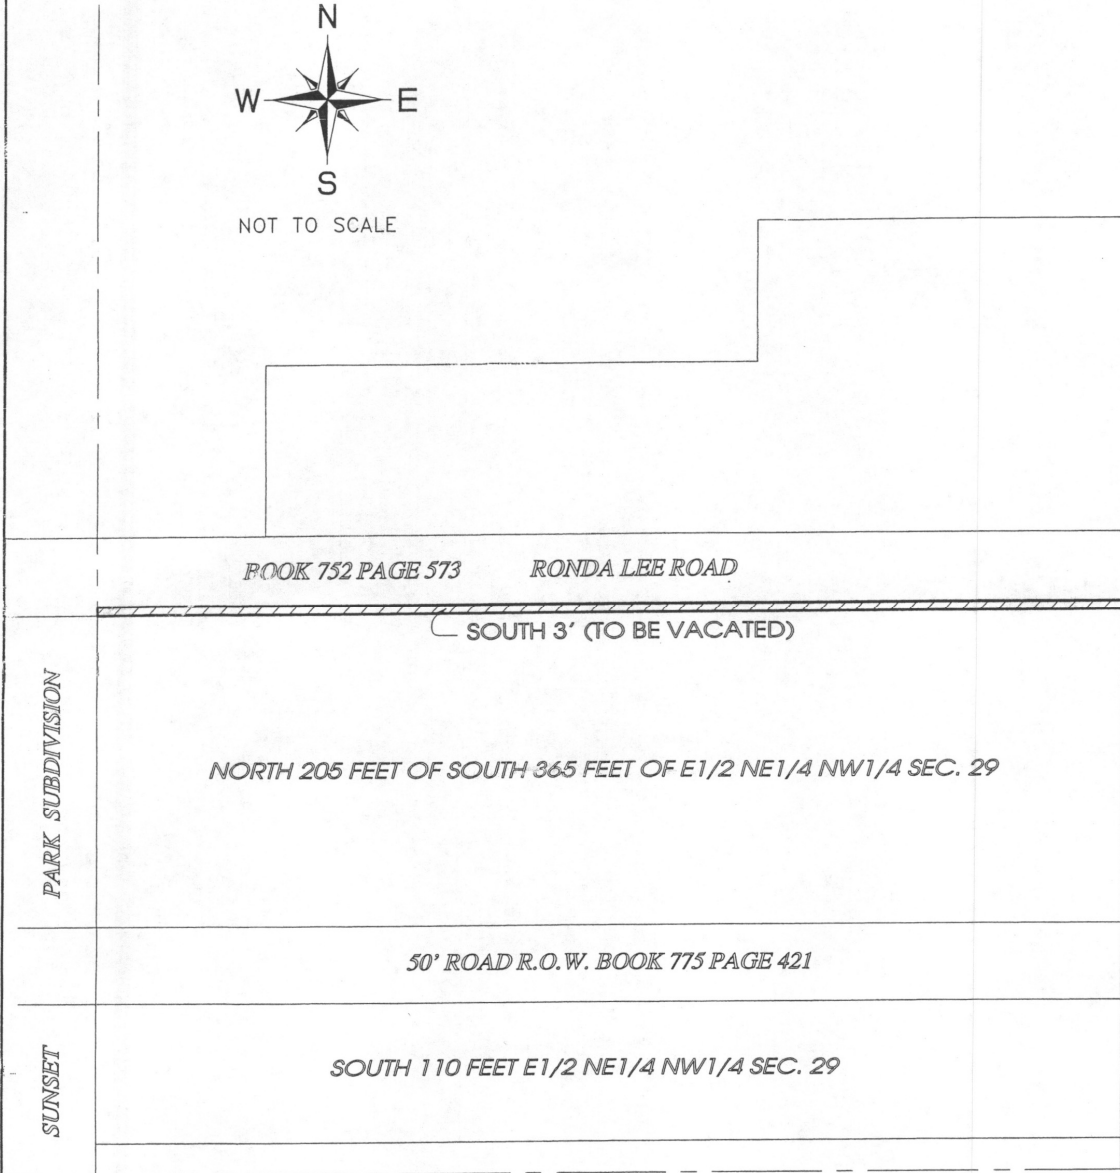 N
W E
S
NOT TO SCALE
BOOK 752 PAGE 573 RONDA LEE ROAD
SOUTH 3' (TO BE VACATED)
PARK SUBDIVISION
NORTH 205 FEET OF SOUTH 365 FEET OF E1/2 NE1/4 NW1/4 SEC. 29
50' ROAD R.O.W. BOOK 775 PAGE 421
SUNSET
SOUTH 110 FEET E1/2 NE1/4 NW1/4 SEC. 29